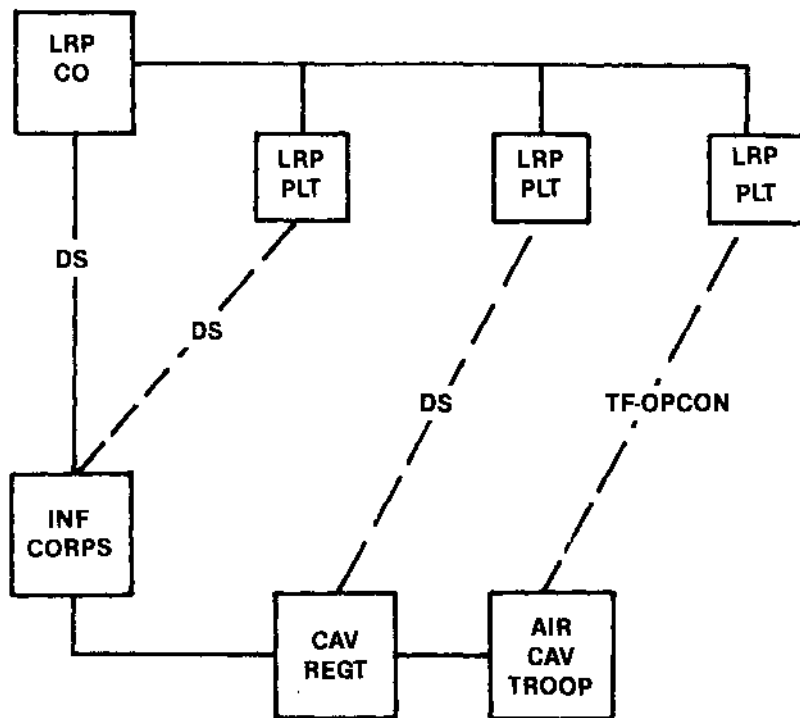 LRP
CO
LRP
PLT
LRP
PLT
LRP
PLT
DS
DS
DS
TF-OPCON
INF
CORPS
CAV
REGT
AIR
CAV
TROOP